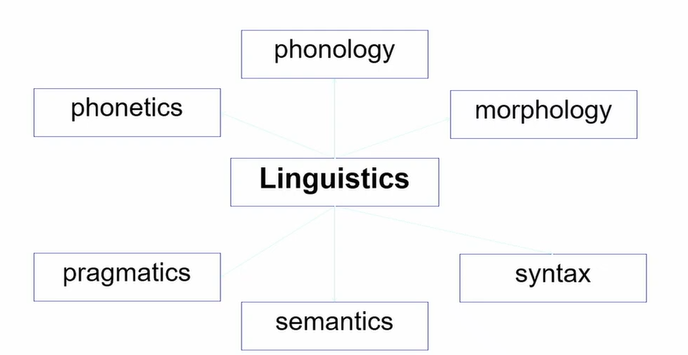 phonology
phonetics
morphology
Linguistics
pragmatics
syntax
semantics